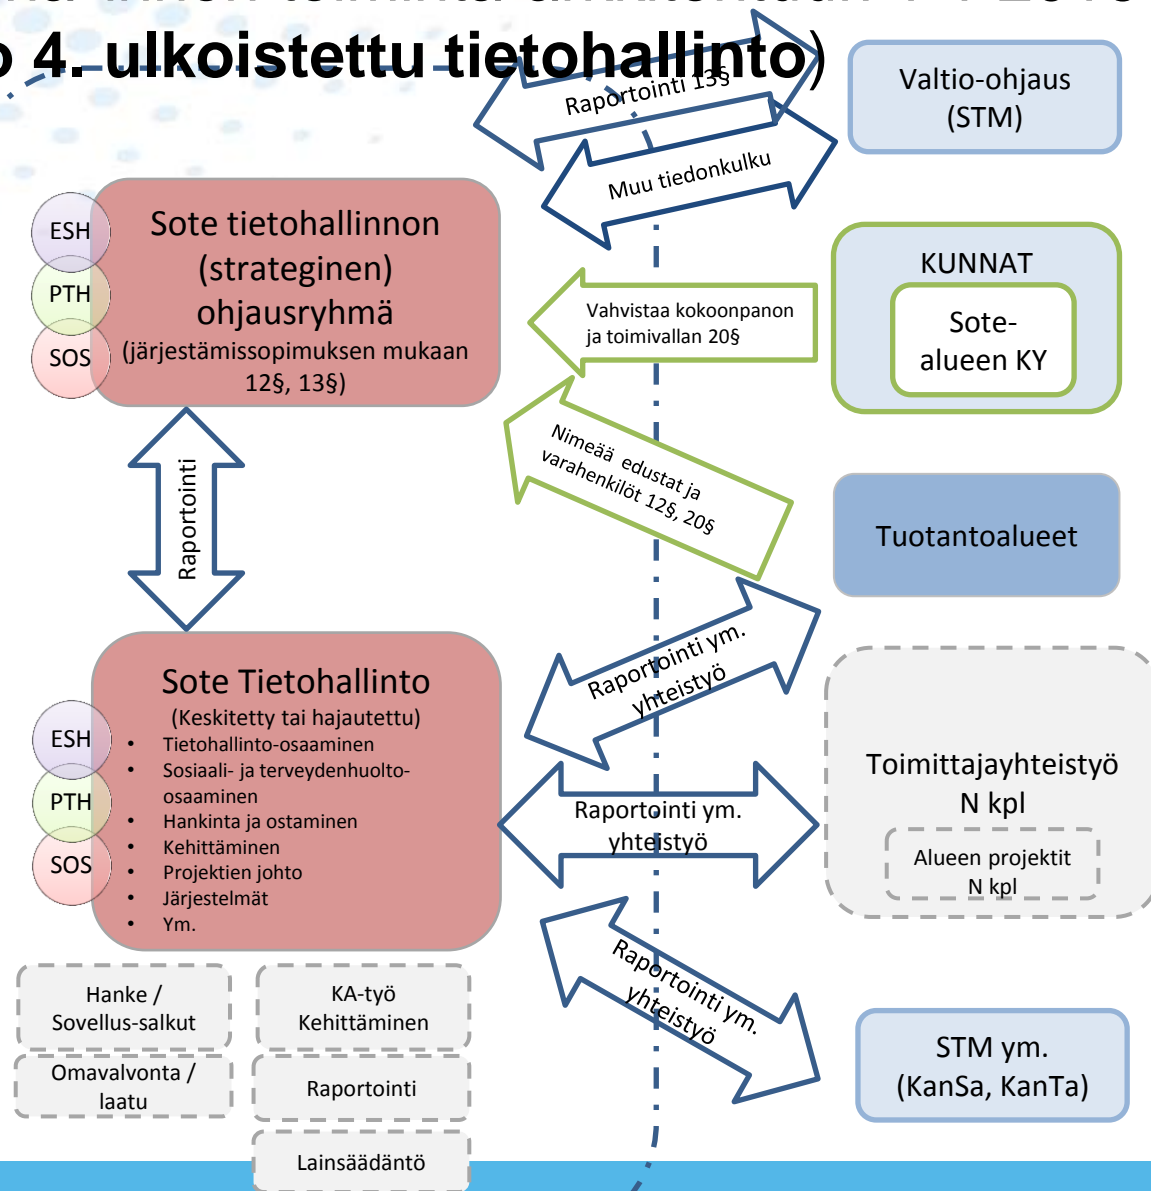 4. ulkoistettu tietohallinto)
Raportointi 13§
Muu tiedonkulku
Valtio-ohjaus
(STM)
ESH
PTH
SOS
Sote tietohallinnon
(strateginen)
ohjausryhmä
(järjestämissopimuksen mukaan
12§, 13§)
Vahvistaa kokoonpanon
ja toimivallan 20§
KUNNAT
Sote-
alueen KY
Nimeää edustat ja
varahenkilöt 12§, 20§
Raportointi
Tuotantoalueet
Raportointi ym.
yhteistyö
ESH
PTH
SOS
Sote Tietohallinto
(Keskitetty tai hajautettu)
• Tietohallinto-osaaminen
• Sosiaali- ja terveydenhuolto-
osaaminen
• Hankinta ja ostaminen
• Kehittäminen
• Projektien johto
• Järjestelmät
• Ym.
Raportointi ym.
yhteistyö
Toimittajayhteistyö
N kpl
Alueen projektit
N kpl
Raportointi ym.
yhteistyö
STM ym.
(KanSa, KanTa)
Hanke /
Sovellus-salkut
KA-työ
Kehittäminen
Omavalvonta /
laatu
Raportointi
Lainsäädäntö